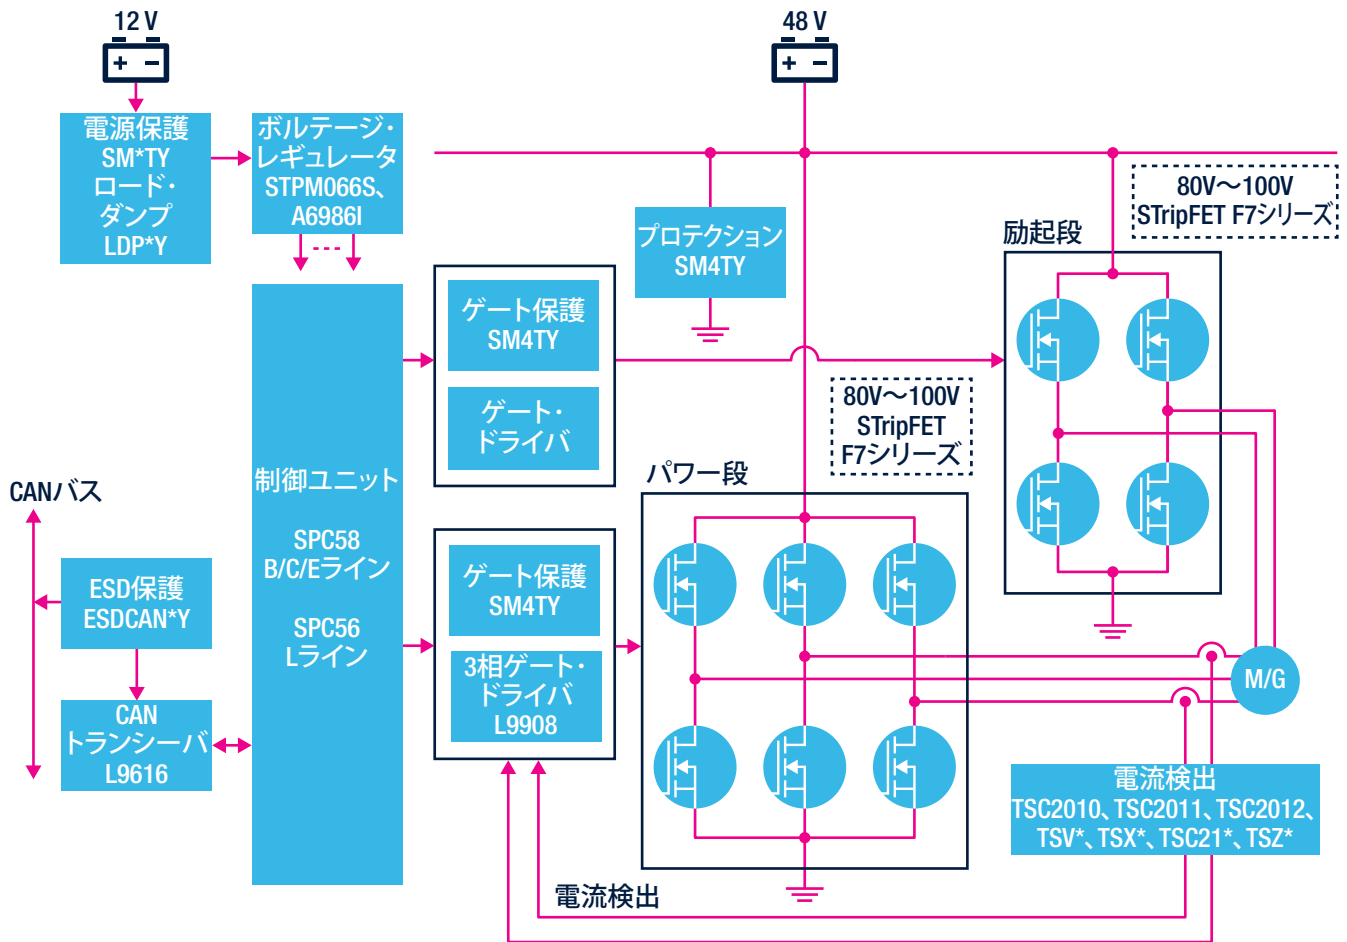 12 V
48 V
電源保護
SM*TY
ロード・
ダンプ
LDP*Y
ボルテージ・
レギュレータ
STPM066S、
A6986I
プロテクション
SM4TY
80V～100V
STripFET F7シリーズ
励起段
ゲート保護
SM4TY
ゲート・
ドライバ
80V～100V
STripFET
F7シリーズ
パワー段
制御ユニット
SPC58
B/C/Eライン
SPC56
Lライン
CANバス
ESD保護
ESDCAN*Y
CAN
トランシーバ
L9616
ゲート保護
SM4TY
3相ゲート・
ドライバ
L9908
M/G
電流検出
TSC2010、TSC2011、TSC2012、
TSV*、TSX*、TSC21*、TSZ*
電流検出